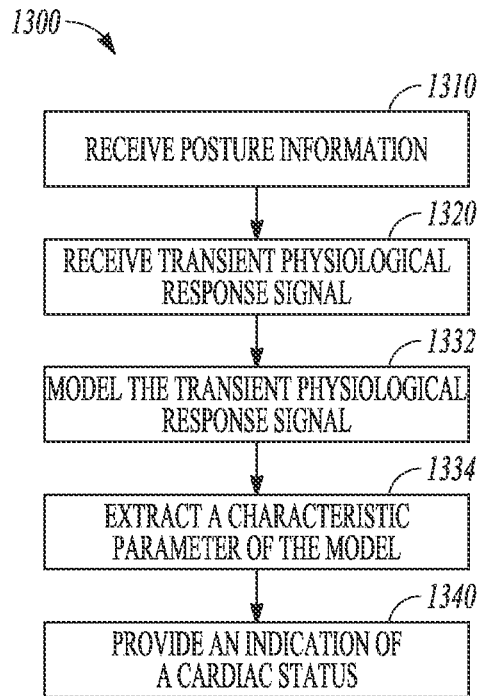 1300
1310
RECEIVE POSTURE INFORMATION
1320
RECEIVE TRANSIENT PHYSIOLOGICAL
RESPONSE SIGNAL
1332
MODEL THE TRANSIENT PHYSIOLOGICAL
RESPONSE SIGNAL
1334
EXTRACT A CHARACTERISTIC
PARAMETER OF THE MODEL
1340
PROVIDE AN INDICATION OF
A CARDIAC STATUS